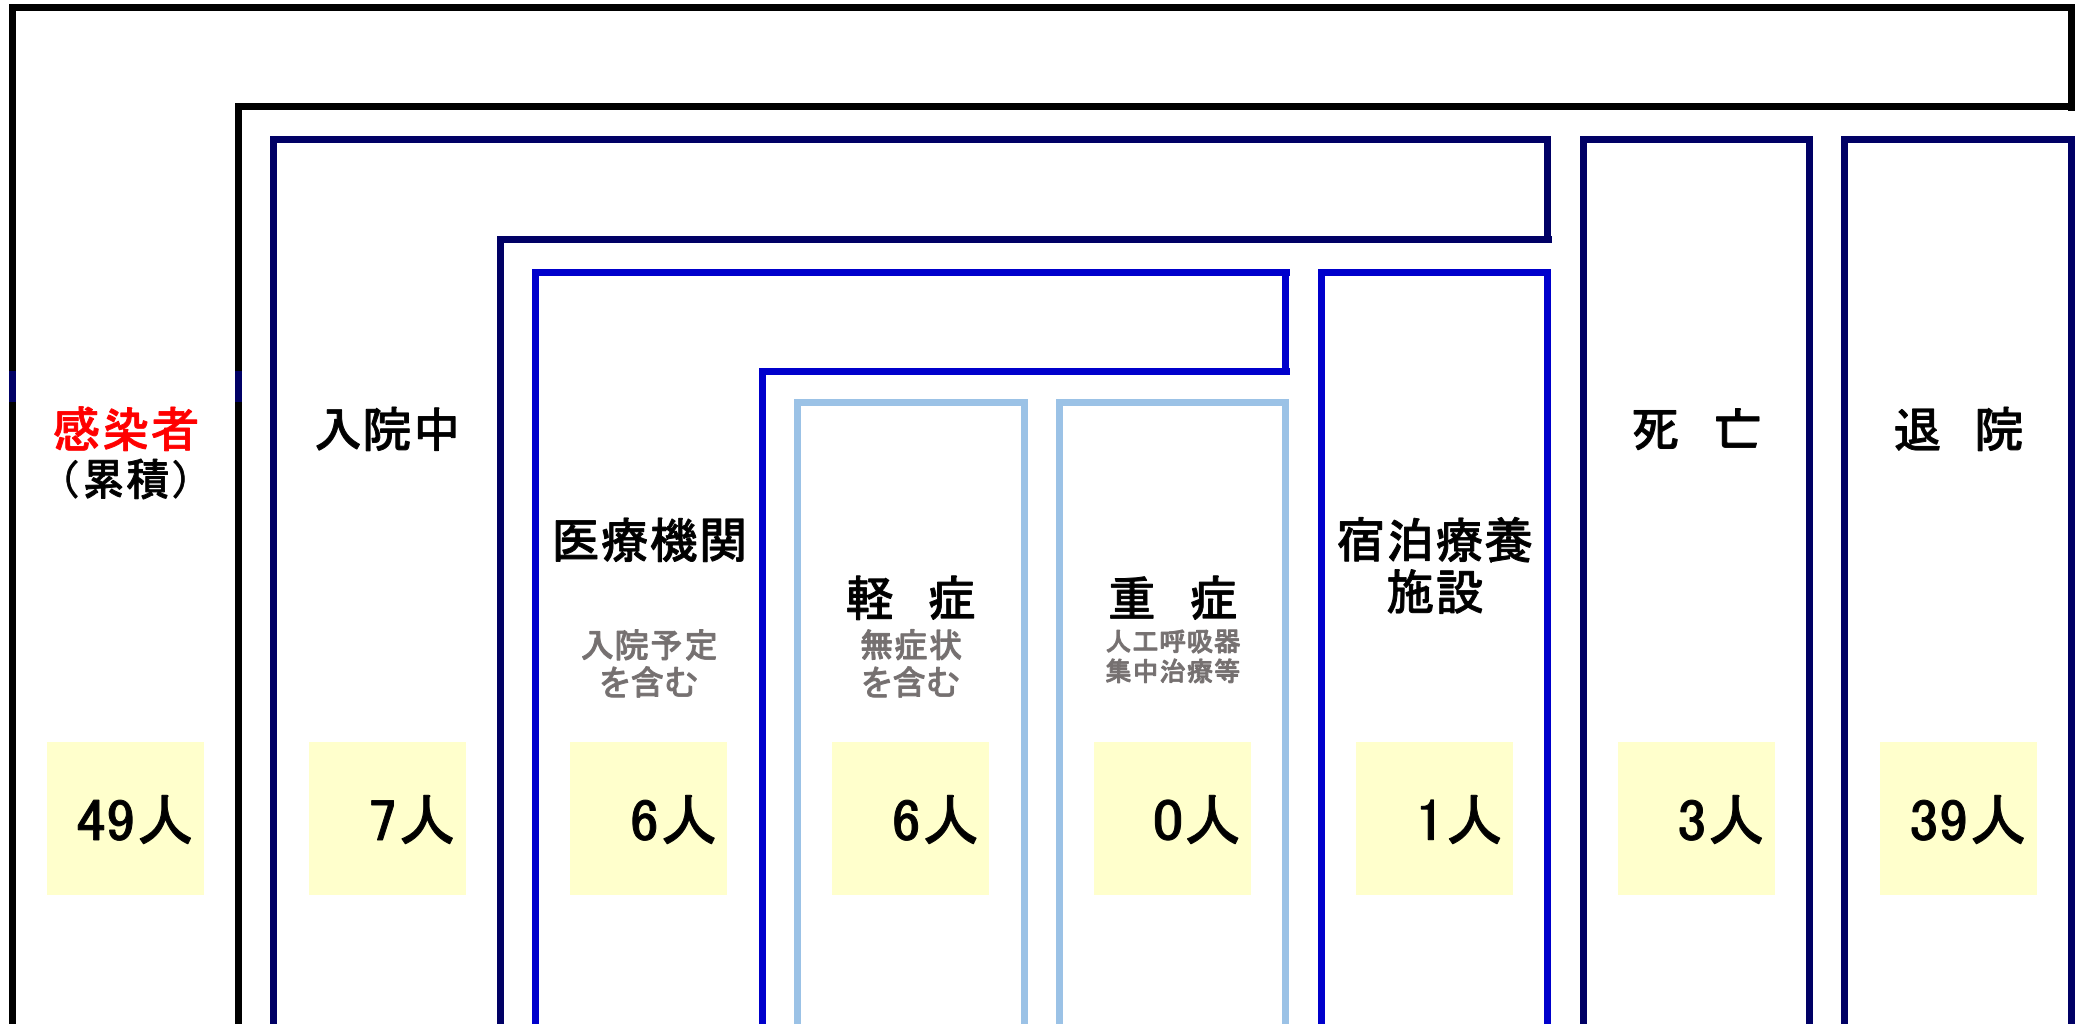 感染者
（累積）
49人
入院中
7人
医療機関
入院予定
を含む
6人
軽 症
無症状
を含む
6人
重 症
人工呼吸器
集中治療等
0人
宿泊療養
施設
1人
死 亡
3人
退 院
39人